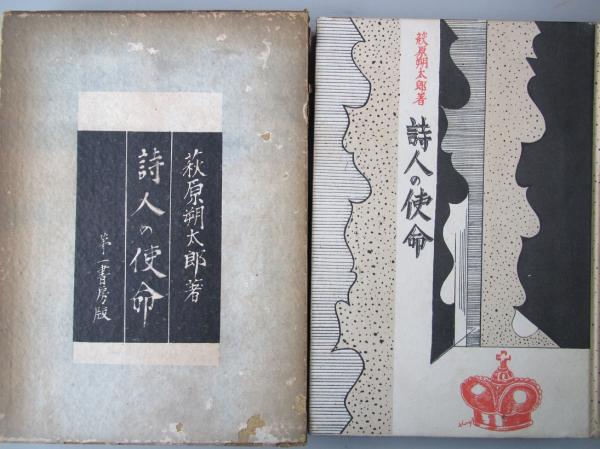 萩原朔太郎著
詩人の使命
第一書房版
萩原朔太郎著
詩人の使命